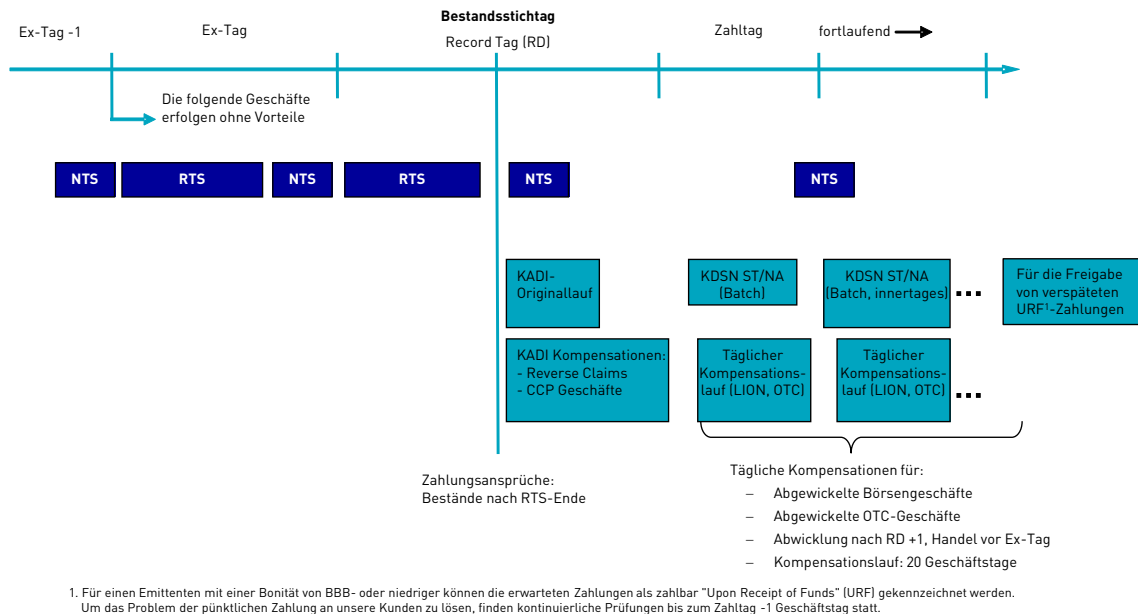 Bestandsstichtag
Ex-Tag -1
Ex-Tag
Record Tag (RD)
Zahltag
fortlaufend
Die folgende Geschäfte
erfolgen ohne Vorteile
NTS
RTS
NTS
RTS
NTS
NTS
KADI-
Originallauf
KDSN ST/NA
(Batch)
KDSN ST/NA
(Batch, innertages)
...
Für die Freigabe
von verspäteten
URF¹-Zahlungen
KADI Kompensationen:
- Reverse Claims
- CCP Geschäfte
Täglicher
Kompensations-
lauf (LION, OTC)
Täglicher
Kompensations-
lauf (LION, OTC)
...
Zahlungsansprüche:
Bestände nach RTS-Ende
Tägliche Kompensationen für:
– Abgewickelte Börsengeschäfte
– Abgewickelte OTC-Geschäfte
– Abwicklung nach RD +1, Handel vor Ex-Tag
– Kompensationslauf: 20 Geschäftstage
1. Für einen Emittenten mit einer Bonität von BBB- oder niedriger können die erwarteten Zahlungen als zahlbar "Upon Receipt of Funds" (URF) gekennzeichnet werden.
Um das Problem der pünktlichen Zahlung an unsere Kunden zu lösen, finden kontinuierliche Prüfungen bis zum Zahltag -1 Geschäftstag statt.